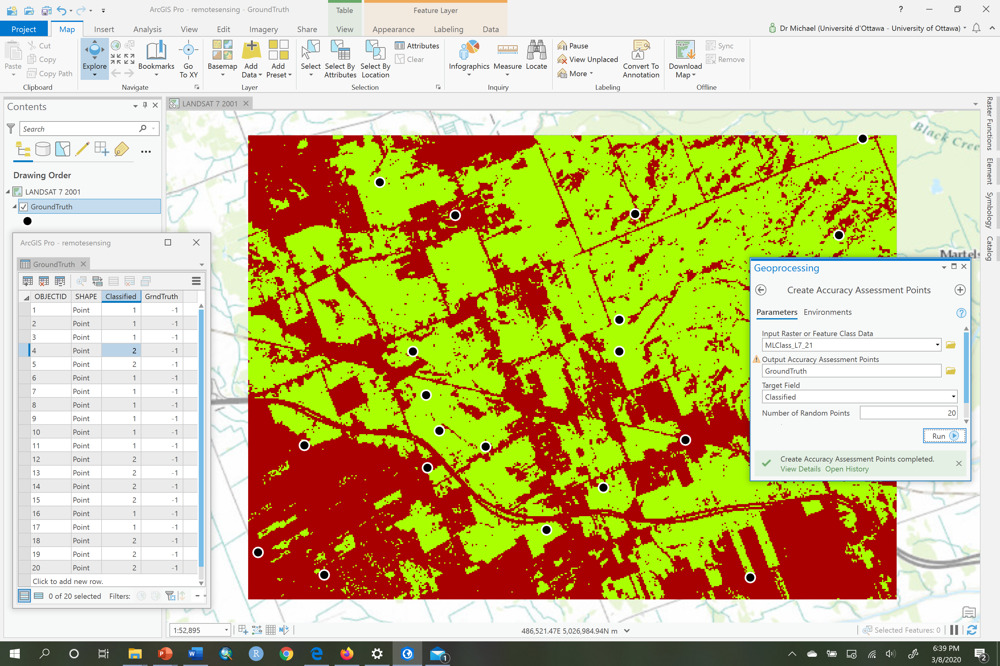 ArcGIS Pro - remotesensing - GroundTruth
Table
Feature Layer
?
Project
Map
Insert
Analysis
View
Edit
Imagery
Share
View
Appearance
Labeling
Data
Dr Michael (Université d'Ottawa - University of Ottawa)
Paste
Cut
Copy
Copy Path
Clipboard
Explore
Bookmarks
Go
To XY
Navigate
Basemap
Add
Data
Add
Preset
Layer
Select
Select By
Attributes
Select By
Location
Attributes
Clear
Selection
Infographics
Measure
Locate
Inquiry
Pause
View Unplaced
More
A
Convert To
Annotation
Labeling
Download
Map
Sync
Remove
Offline
Contents
Search
Drawing Order
LANDSAT 7 2001
GroundTruth
LANDSAT 7 2001
Black Cree
Martels
Raster Functions
Element
Symbology
Catalog
ArcGIS Pro - remotesensing
GroundTruth
OBJECTID SHAPE Classified GrndTruth
1 Point 1 -1
2 Point 1 -1
3 Point 1 -1
4 Point 2 -1
5 Point 2 -1
6 Point 1 -1
7 Point 1 -1
8 Point 1 -1
9 Point 1 -1
10 Point 1 -1
11 Point 1 -1
12 Point 2 -1
13 Point 2 -1
14 Point 2 -1
15 Point 2 -1
16 Point 1 -1
17 Point 1 -1
18 Point 2 -1
19 Point 2 -1
20 Point 2 -1
Click to add new row.
0 of 20 selected Filters:
Geoprocessing
Create Accuracy Assessment Points
Parameters Environments
?
Input Raster or Feature Class Data
MLClass_L7_21
Output Accuracy Assessment Points
GroundTruth
Target Field
Classified
Number of Random Points 20
Run
Create Accuracy Assessment Points completed.
View Details Open History
1:52,895
N
486,521.47E 5,026,984.94N m
Selected Features: 0
P
W
R
1
6:39 PM
3/8/2020
2